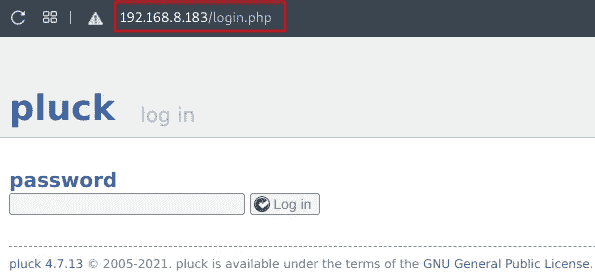 192.168.8.183/login.php
pluck log in
password
Log in
pluck 4.7.13 © 2005-2021. pluck is available under the terms of the GNU General Public License.